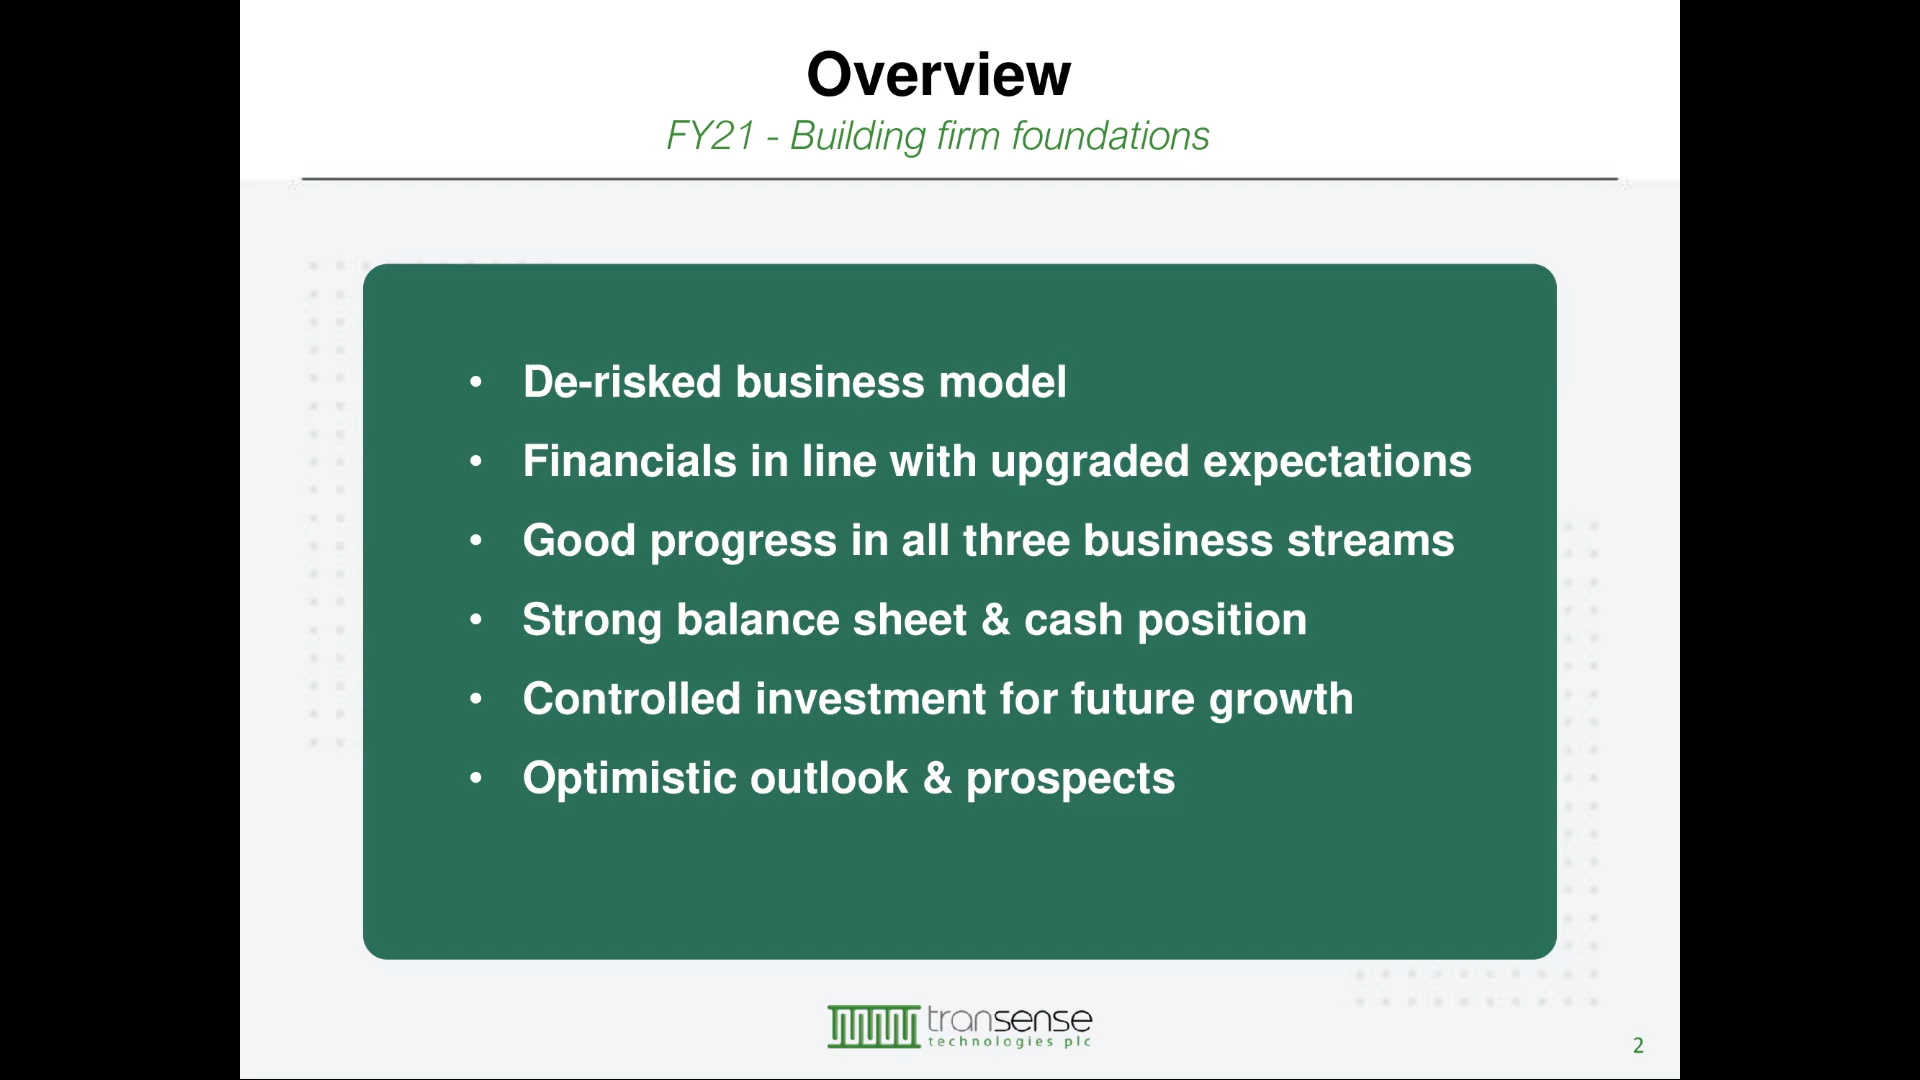 Overview
FY21 - Building firm foundations
• De-risked business model
• Financials in line with upgraded expectations
• Good progress in all three business streams
• Strong balance sheet & cash position
• Controlled investment for future growth
• Optimistic outlook & prospects
transense
technologies plc
2